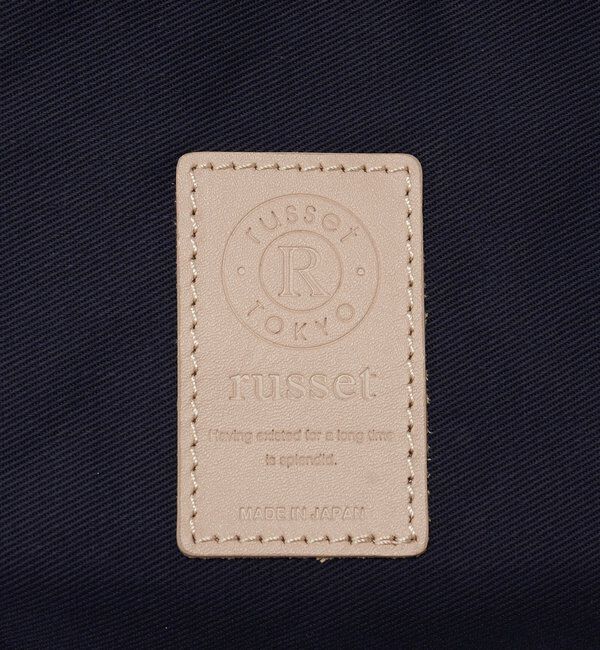 russet
R
TOKYO
russet
Having existed for a long time
is splendid.
MADE IN JAPAN